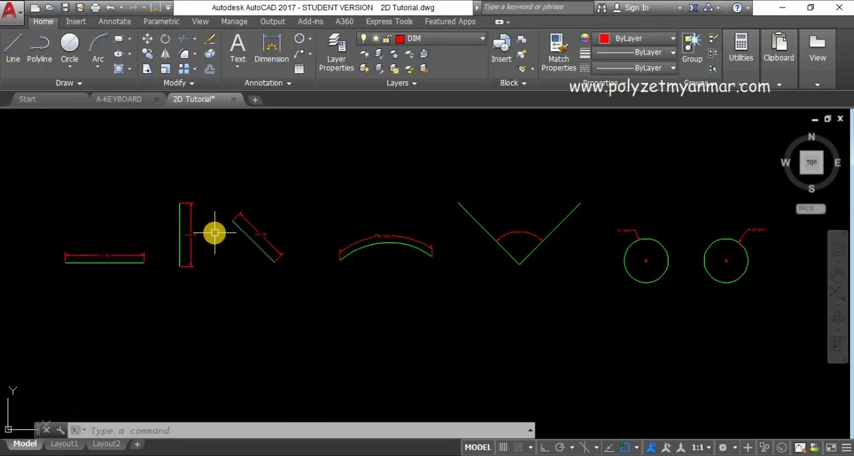 Autodesk AutoCAD 2017 - STUDENT VERSION 2D Tutorial.dwg
Type a keyword or phrase
Sign In
Home Insert Annotate Parametric View Manage Output Add-ins A360 Express Tools Featured Apps
DIM
ByLayer
ByLayer
ByLayer
Line Polyline Circle Arc Text Dimension Layer Properties Insert Match Properties Group Utilities Clipboard View
Draw Modify Annotation Layers Block Properties Groups
www.polyzetmyanmar.com
Start A-KEYBOARD 2D Tutorial*
N
W TOP E
S
WCS
Y
X
Type a command
Model Layout1 Layout2
MODEL 1:1